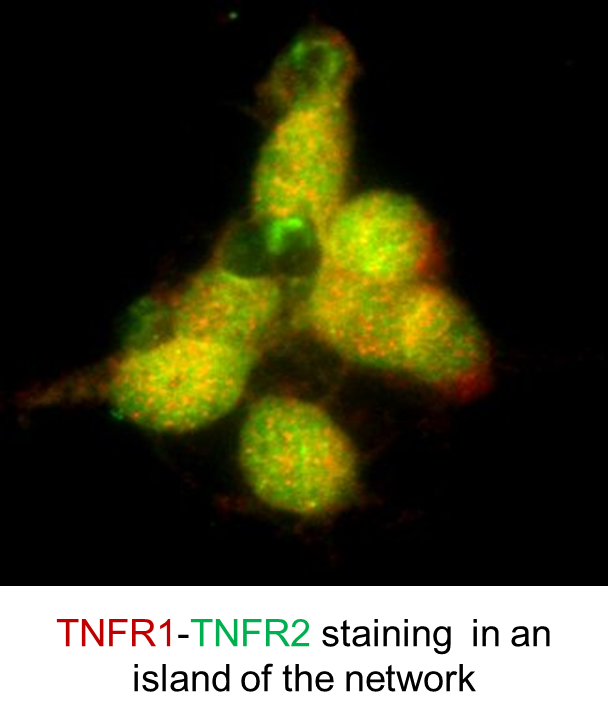 TNFR1-TNFR2 staining in an
island of the network